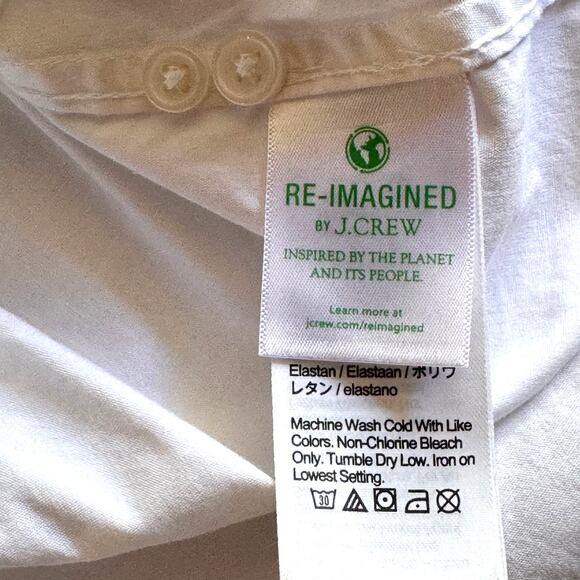 RE-IMAGINED
BY J.CREW
INSPIRED BY THE PLANET
AND ITS PEOPLE.
Learn more at
jcrew.com/reimagined
Elastan / Elastaan / ポリウ
レタン / elastano
Machine Wash Cold With Like
Colors. Non-Chlorine Bleach
Only. Tumble Dry Low. Iron on
Lowest Setting.
30